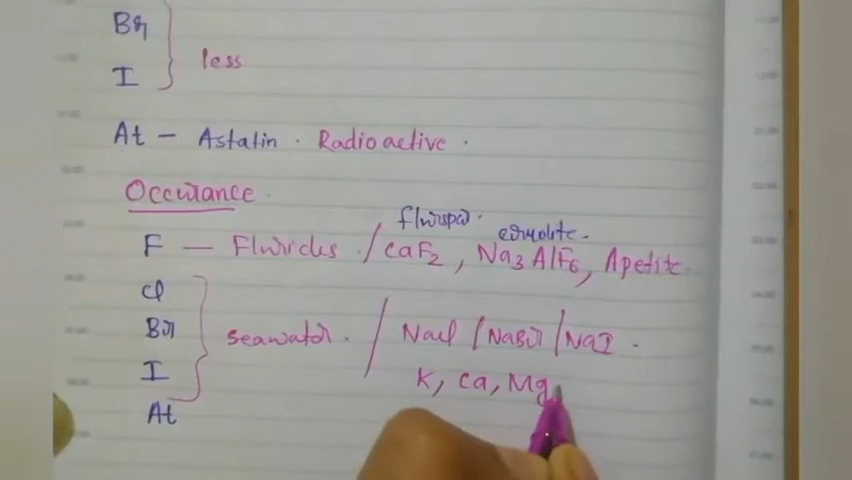 Br
I
less
At - Astatin. Radioactive.
Occurance.
flurspar. cryolite.
F - Flurides / CaF2, Na3AlF6, Apetite
Cl
Br
I
Seawater. / Nacl / NaBr / NaI.
K, Ca, Mg
At